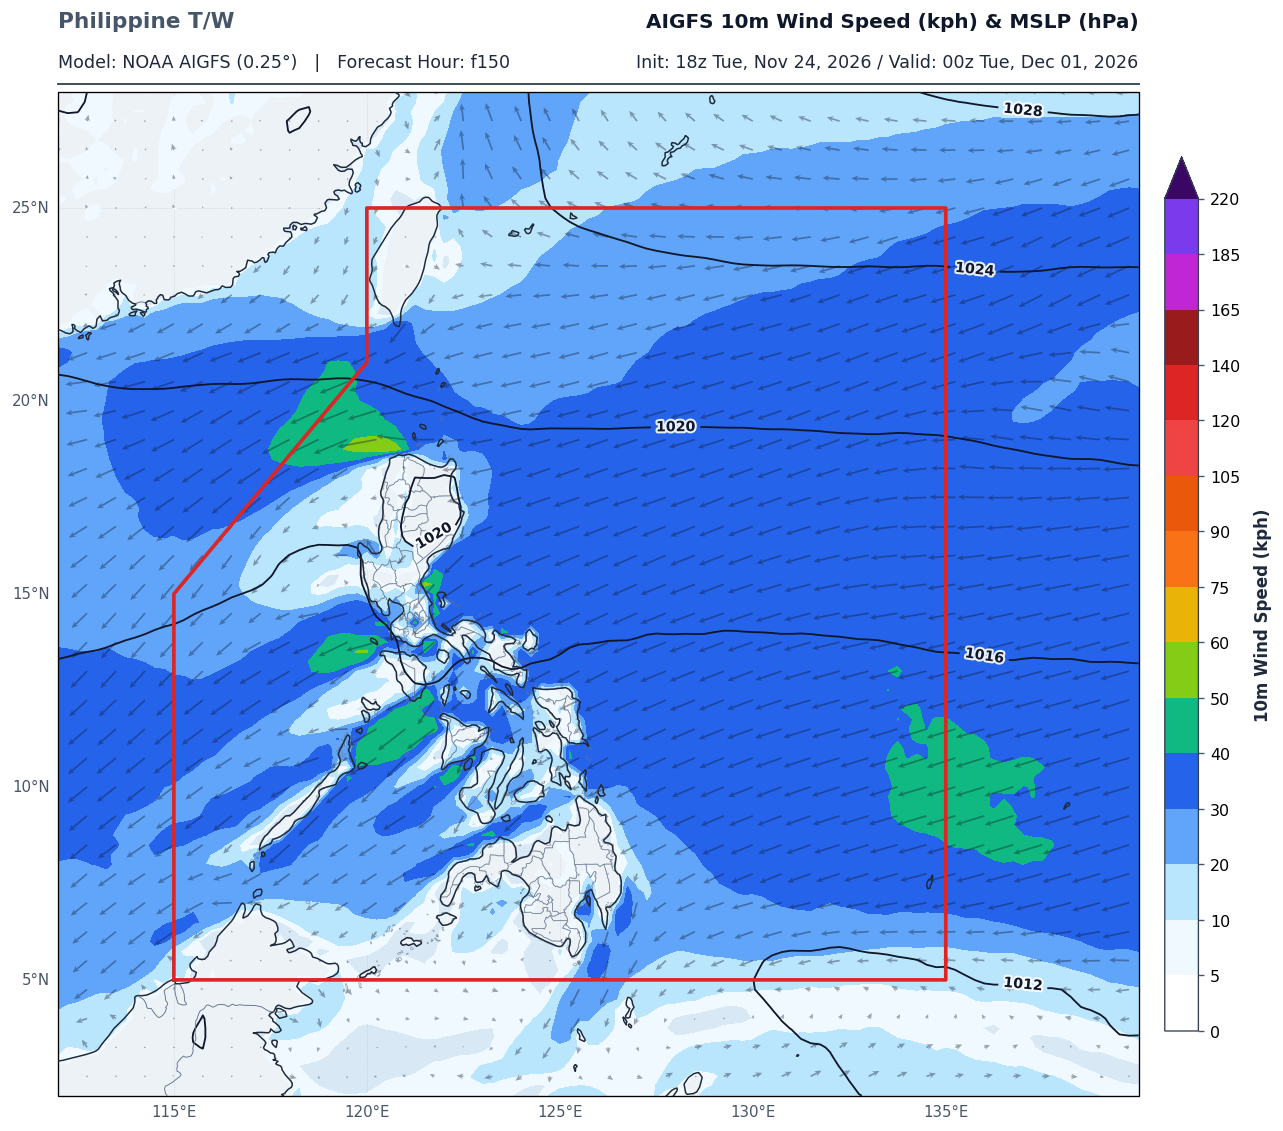 Philippine T/W
AIGFS 10m Wind Speed (kph) & MSLP (hPa)
Model: NOAA AIGFS (0.25°) | Forecast Hour: f150
Init: 18z Tue, Nov 24, 2026 / Valid: 00z Tue, Dec 01, 2026
1028
1024
1020
1020
1016
1012
25°N
20°N
15°N
10°N
5°N
115°E
120°E
125°E
130°E
135°E
220
185
165
140
120
105
90
75
60
50
40
30
20
10
5
0
10m Wind Speed (kph)